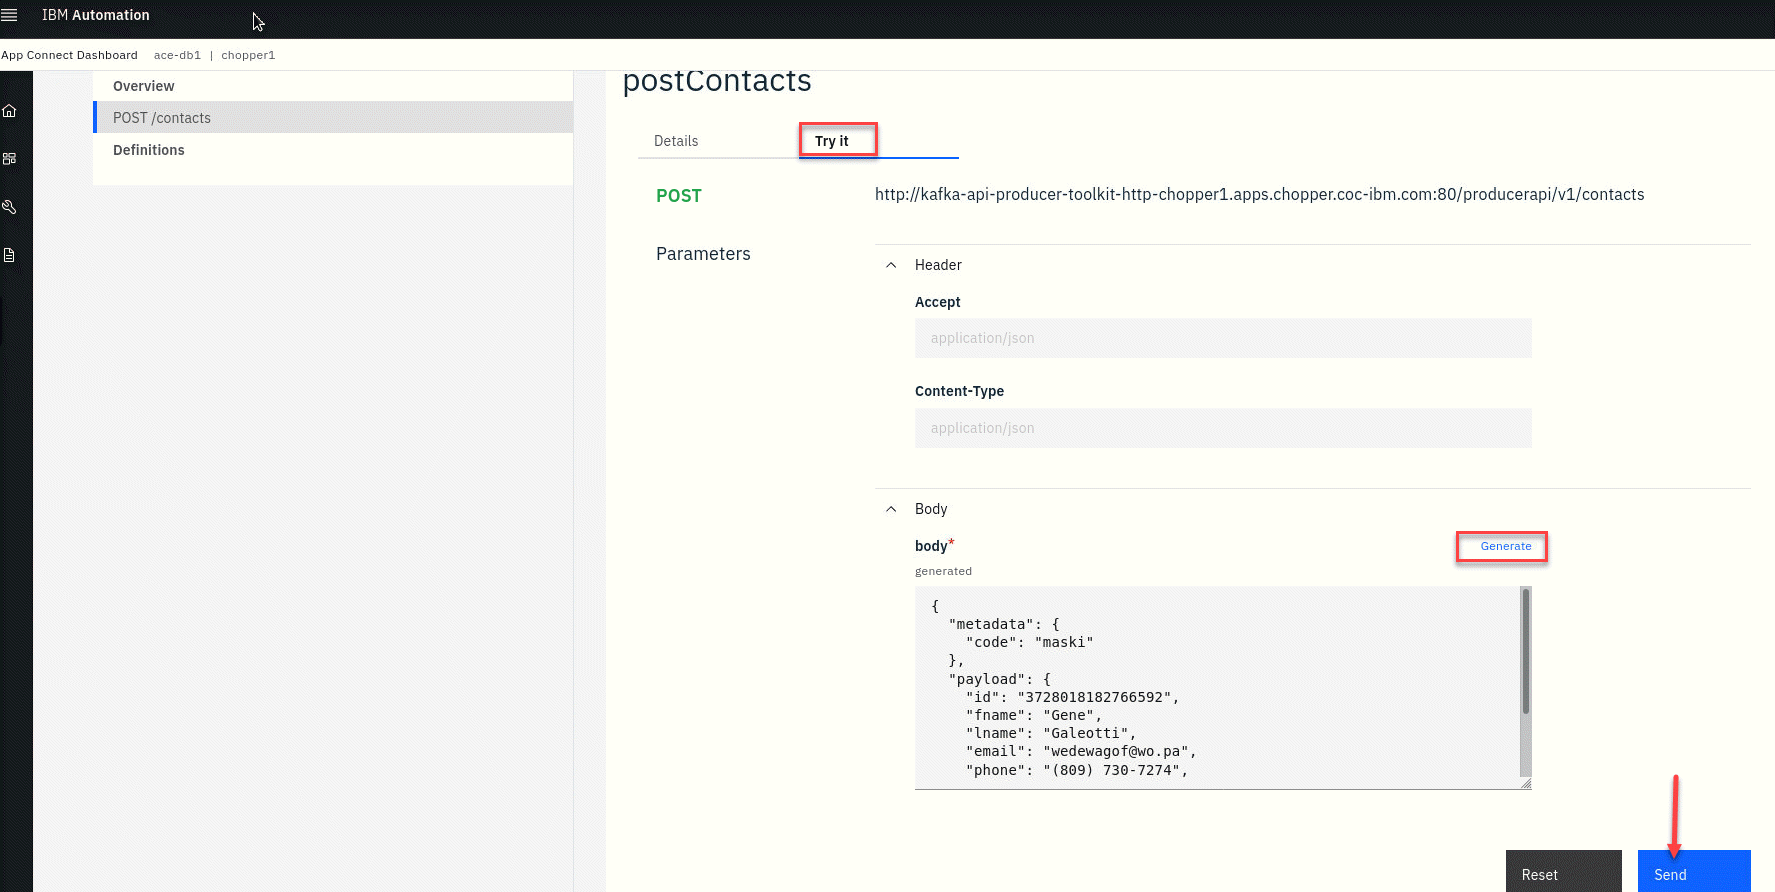 IBM Automation
App Connect Dashboard ace-db1 | chopper1
Overview
POST /contacts
Definitions
postContacts
Details Try it
POST http://kafka-api-producer-toolkit-http-chopper1.apps.chopper.coc-ibm.com:80/producerapi/v1/contacts
Parameters
Header
Accept
application/json
Content-Type
application/json
Body
body* Generate
generated
{
"metadata": {
"code": "maski"
},
"payload": {
"id": "3728018182766592",
"fname": "Gene",
"lname": "Galeotti",
"email": "wedewagof@wo.pa",
"phone": "(809) 730-7274",
Reset Send